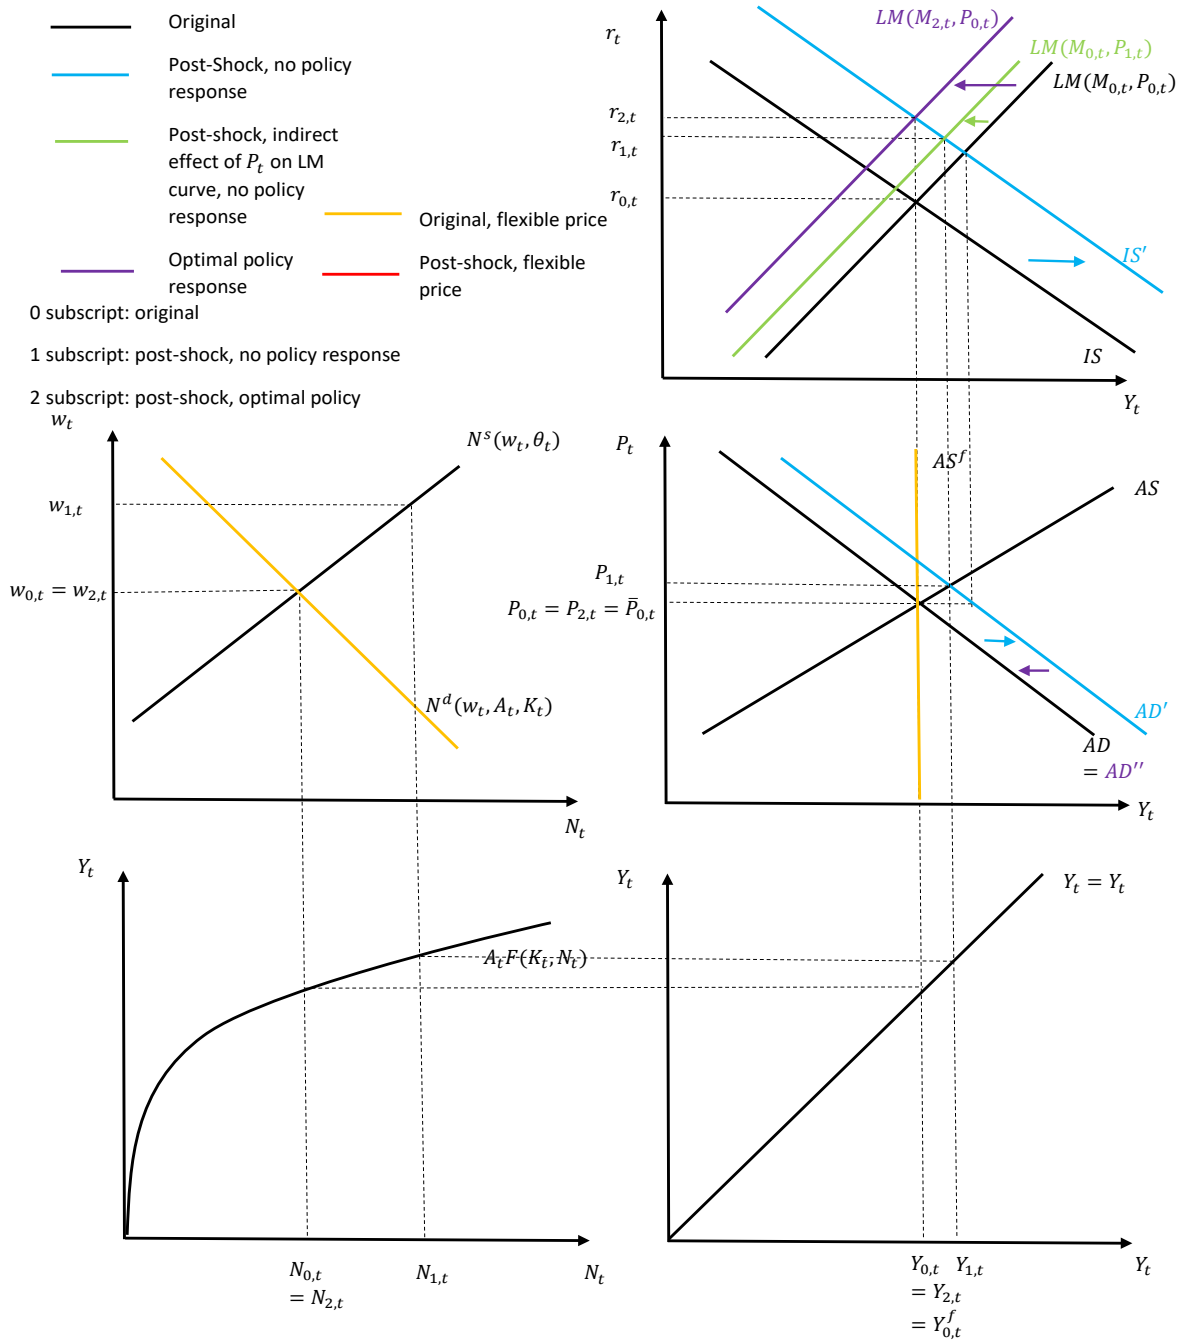 Original
Post-Shock, no policy
response
Post-shock, indirect
effect of P_t on LM
curve, no policy
response
Original, flexible price
Optimal policy
response
Post-shock, flexible
price
0 subscript: original
1 subscript: post-shock, no policy response
2 subscript: post-shock, optimal policy
r_t
LM(M_{2,t}, P_{0,t})
LM(M_{0,t}, P_{1,t})
LM(M_{0,t}, P_{0,t})
r_{2,t}
r_{1,t}
r_{0,t}
IS′
IS
Y_t
w_t
N^s(w_t, θ_t)
w_{1,t}
w_{0,t} = w_{2,t}
N^d(w_t, A_t, K_t)
N_t
P_t
AS^f
AS
P_{1,t}
P_{0,t} = P_{2,t} = P̄_{0,t}
AD′
AD
= AD′′
Y_t
Y_t
A_tF(K_t, N_t)
N_{0,t}
= N_{2,t}
N_{1,t}
N_t
Y_t
Y_t = Y_t
Y_{0,t}
= Y_{2,t}
= Y_{0,t}^f
Y_{1,t}
Y_t